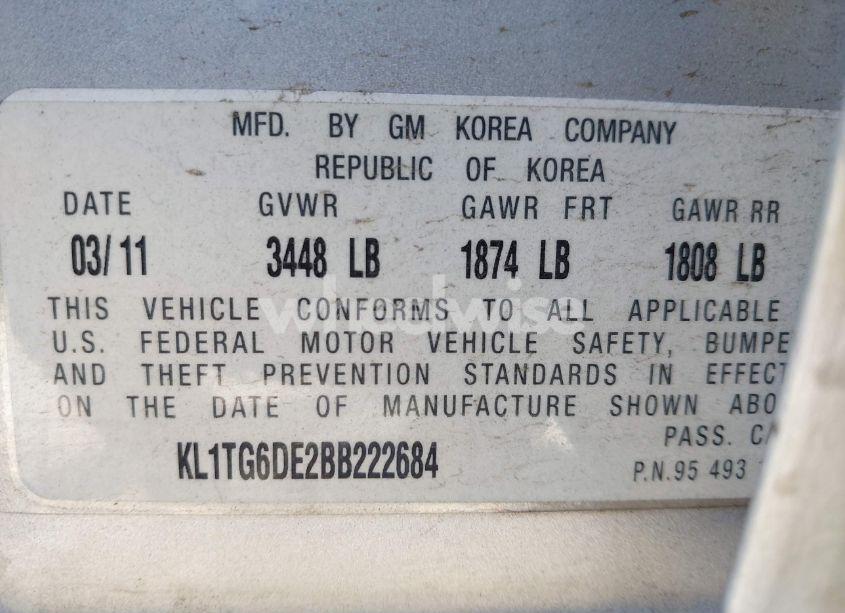 MFD. BY GM KOREA COMPANY
REPUBLIC OF KOREA
DATE GVWR GAWR FRT GAWR RR
03/11 3448 LB 1874 LB 1808 LB
THIS VEHICLE CONFORMS TO ALL APPLICABLE
U.S. FEDERAL MOTOR VEHICLE SAFETY, BUMPE
AND THEFT PREVENTION STANDARDS IN EFFECT
ON THE DATE OF MANUFACTURE SHOWN ABO
PASS. CA
KL1TG6DE2BB222684
P.N.95 493
wheelwise